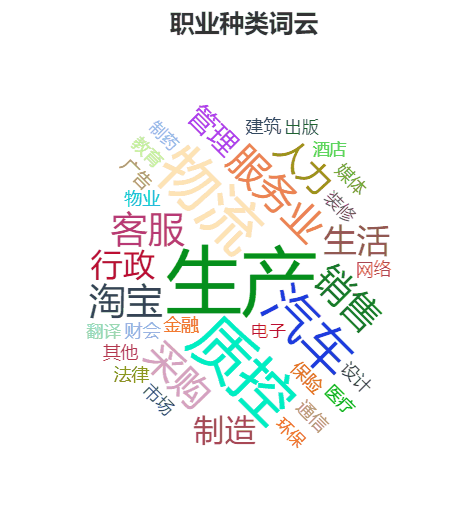 职业种类词云
建筑
出版
管理
制药
酒店
人力
教育
媒体
服务业
物流
广告
装修
物业
客服
生活
行政
网络
生产
销售
淘宝
汽车
金融
电子
翻译
财会
其他
质控
采购
法律
保险
设计
市场
医疗
通信
制造
环保